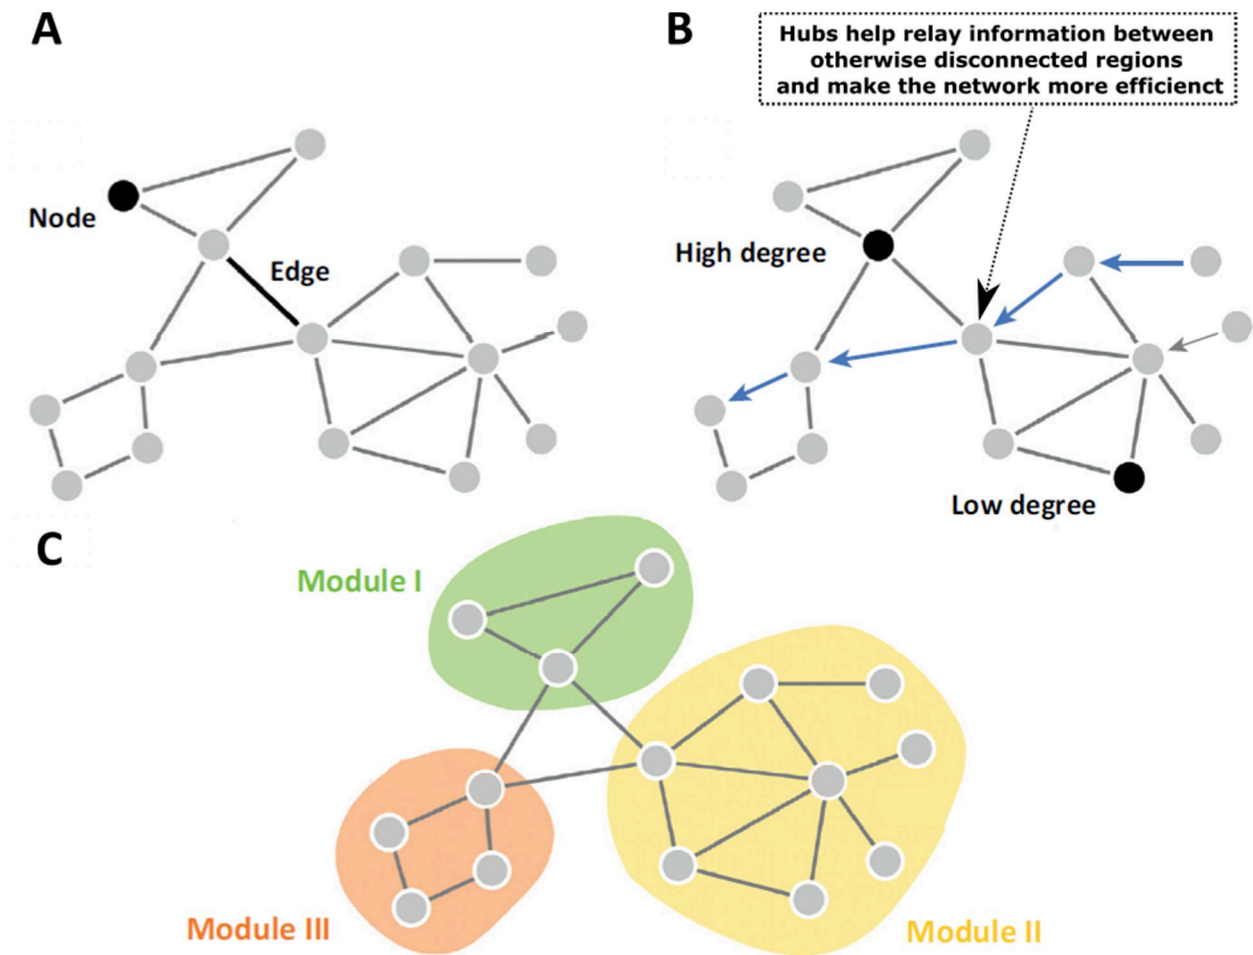 A
Node
Edge
B
Hubs help relay information between
otherwise disconnected regions
and make the network more efficienct
High degree
Low degree
C
Module I
Module III
Module II